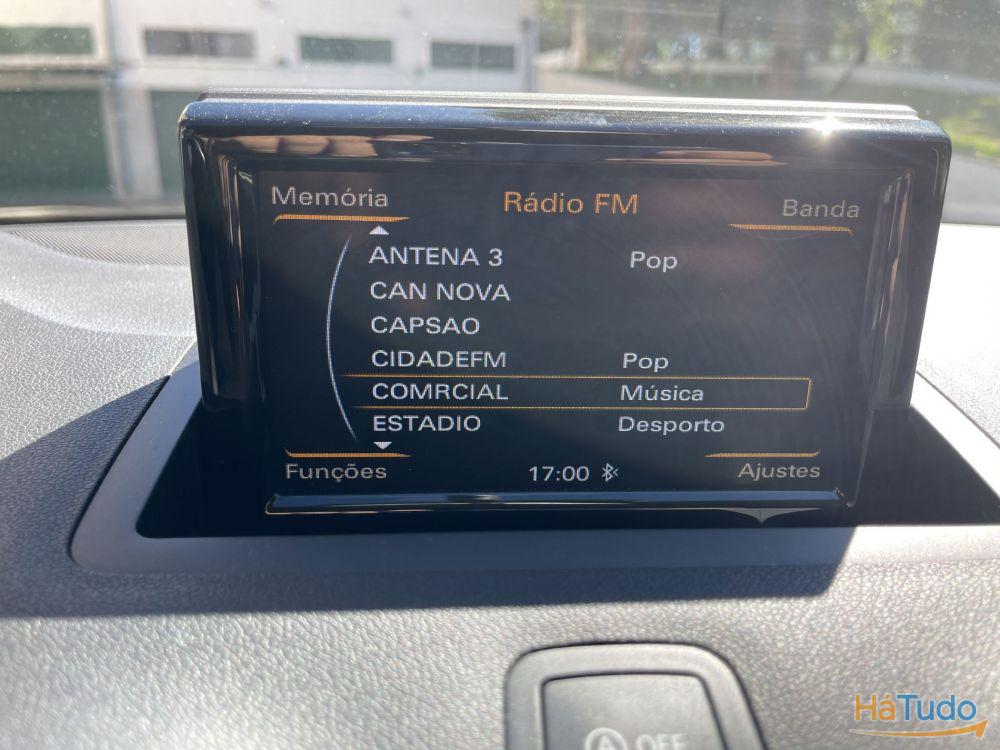 Memória Rádio FM Banda
ANTENA 3 Pop
CAN NOVA
CAPSAO
CIDADEFM Pop
COMRCIAL Música
ESTADIO Desporto
Funções 17:00 Ajustes
A OFF
HáTudo